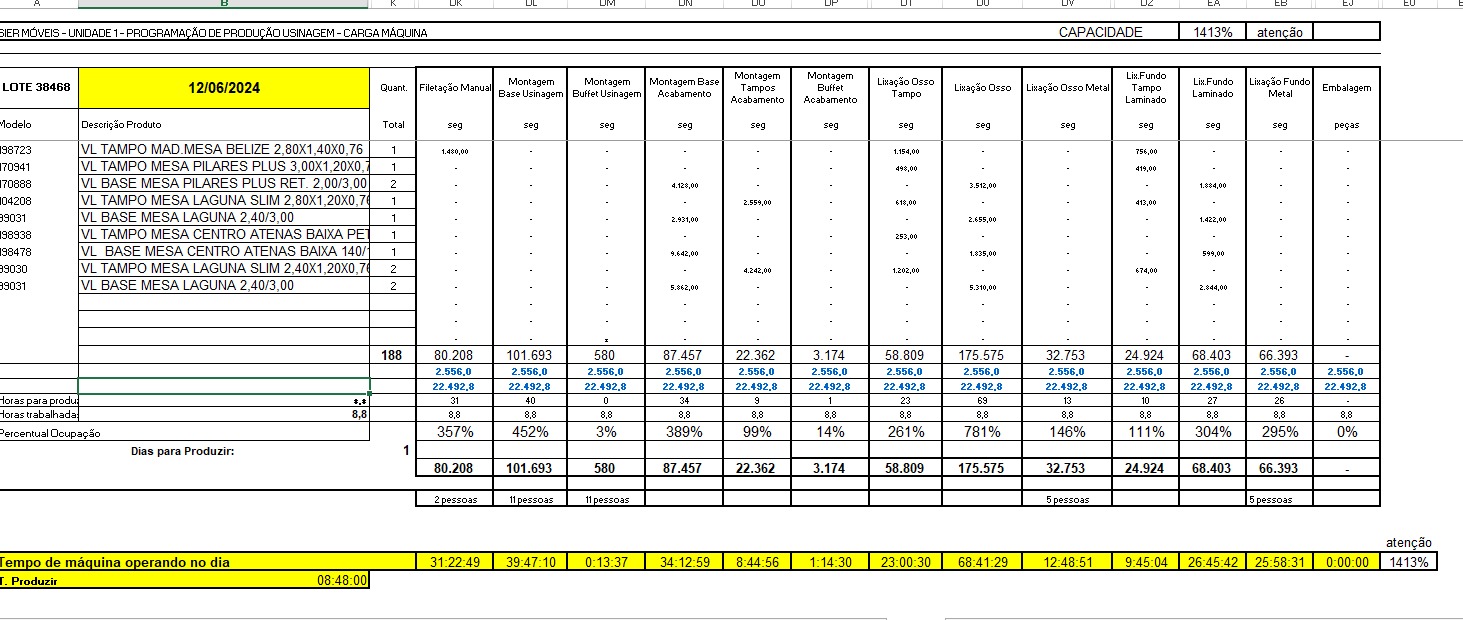 A B K DK DL DM DN DO DP DT DU DV DZ EA EB EJ EU
SIER MÓVEIS - UNIDADE 1 - PROGRAMAÇÃO DE PRODUÇÃO USINAGEM - CARGA MÁQUINA CAPACIDADE 1413% atenção
LOTE 38468 12/06/2024 Quant. Filetação Manual Montagem Base Usinagem Montagem Buffet Usinagem Montagem Base Acabamento Montagem Tampos Acabamento Montagem Buffet Acabamento Lixação Osso Tampo Lixação Osso Lixação Osso Metal Lix.Fundo Tampo Laminado Lix.Fundo Laminado Lixação Fundo Metal Embalagem
Modelo Descrição Produto Total seg seg seg seg seg seg seg seg seg seg seg seg peças
198723 VL TAMPO MAD.MESA BELIZE 2,80X1,40X0,76 1 1.480,00 - - - - - 1.154,00 - - 756,00 - - -
170941 VL TAMPO MESA PILARES PLUS 3,00X1,20X0,7 1 - - - - - - 498,00 - - 419,00 - - -
170888 VL BASE MESA PILARES PLUS RET. 2,00/3,00 2 - - - 4.128,00 - - - 3.512,00 - - 1.884,00 - -
104208 VL TAMPO MESA LAGUNA SLIM 2,80X1,20X0,76 1 - - - - 2.559,00 - 618,00 - - 413,00 - - -
99031 VL BASE MESA LAGUNA 2,40/3,00 1 - - - 2.931,00 - - - 2.655,00 - - 1.422,00 - -
198938 VL TAMPO MESA CENTRO ATENAS BAIXA PET 1 - - - - - - 253,00 - - - - - -
198478 VL BASE MESA CENTRO ATENAS BAIXA 140/1 1 - - - 9.642,00 - - - 1.835,00 - - 599,00 - -
99030 VL TAMPO MESA LAGUNA SLIM 2,40X1,20X0,76 2 - - - - 4.242,00 - 1.202,00 - - 674,00 - - -
99031 VL BASE MESA LAGUNA 2,40/3,00 2 - - - 5.862,00 - - - 5.310,00 - - 2.844,00 - -
- - - - - - - - - - - - -
- - - - - - - - - - - - -
- - - - - - - - - - - -
188 80.208 101.693 580 87.457 22.362 3.174 58.809 175.575 32.753 24.924 68.403 66.393 -
2.556,0 2.556,0 2.556,0 2.556,0 2.556,0 2.556,0 2.556,0 2.556,0 2.556,0 2.556,0 2.556,0 2.556,0 2.556,0
22.492,8 22.492,8 22.492,8 22.492,8 22.492,8 22.492,8 22.492,8 22.492,8 22.492,8 22.492,8 22.492,8 22.492,8 22.492,8
Horas para produz 31 40 0 34 9 1 23 69 13 10 27 26 -
Horas trabalhadas 8,8 8,8 8,8 8,8 8,8 8,8 8,8 8,8 8,8 8,8 8,8 8,8 8,8 8,8
Percentual Ocupação 357% 452% 3% 389% 99% 14% 261% 781% 146% 111% 304% 295% 0%
Dias para Produzir: 1
80.208 101.693 580 87.457 22.362 3.174 58.809 175.575 32.753 24.924 68.403 66.393 -
2 pessoas 11 pessoas 11 pessoas 5 pessoas 5 pessoas
atenção
Tempo de máquina operando no dia 31:22:49 39:47:10 0:13:37 34:12:59 8:44:56 1:14:30 23:00:30 68:41:29 12:48:51 9:45:04 26:45:42 25:58:31 0:00:00 1413%
T. Produzir 08:48:00